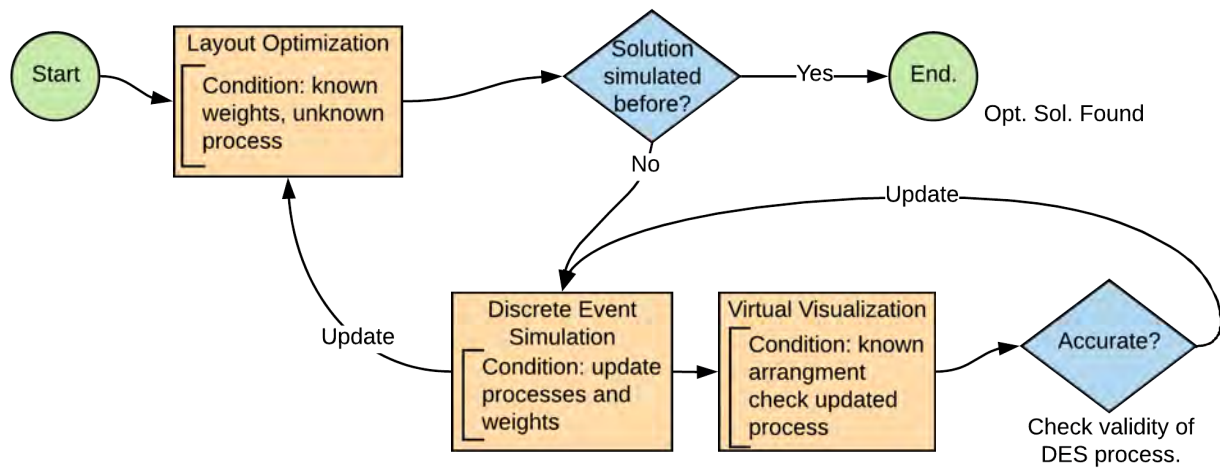 Start
Layout Optimization
Condition: known
weights, unknown
process
Solution
simulated
before?
Yes
End.
Opt. Sol. Found
No
Update
Update
Discrete Event
Simulation
Condition: update
processes and
weights
Virtual Visualization
Condition: known
arrangment
check updated
process
Accurate?
Check validity of
DES process.